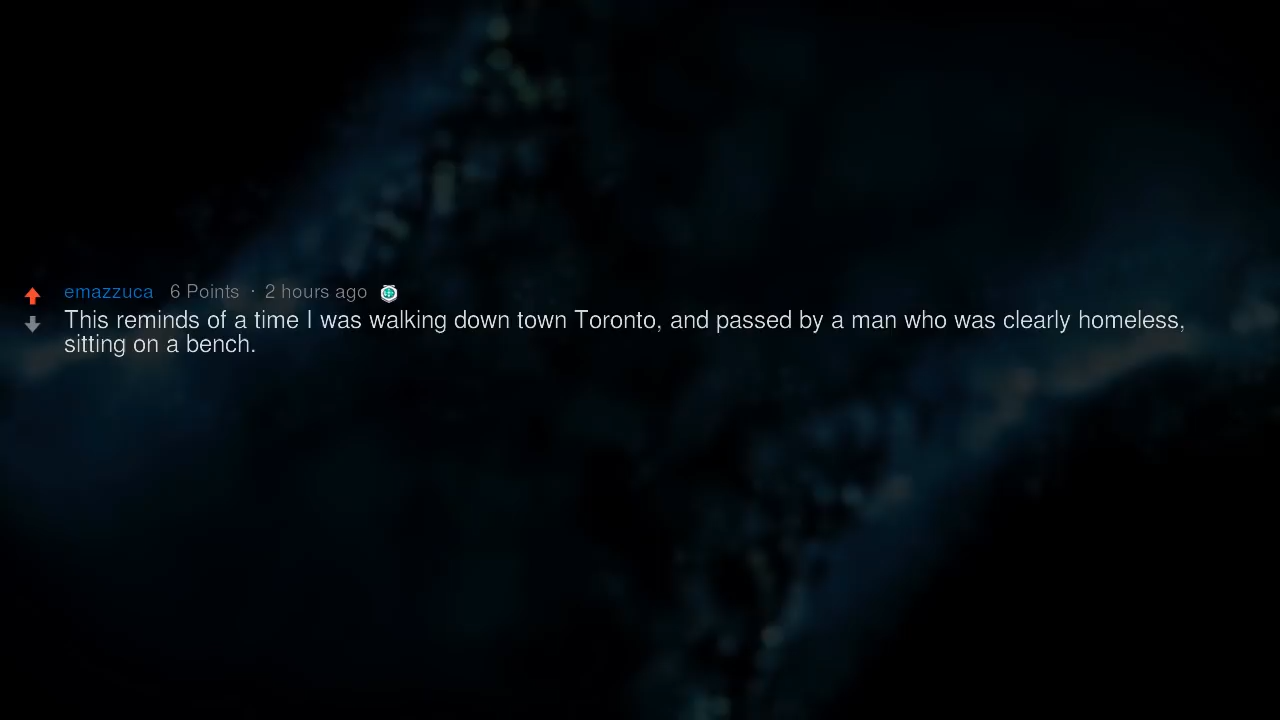 emazzuca 6 Points · 2 hours ago
This reminds of a time I was walking down town Toronto, and passed by a man who was clearly homeless,
sitting on a bench.